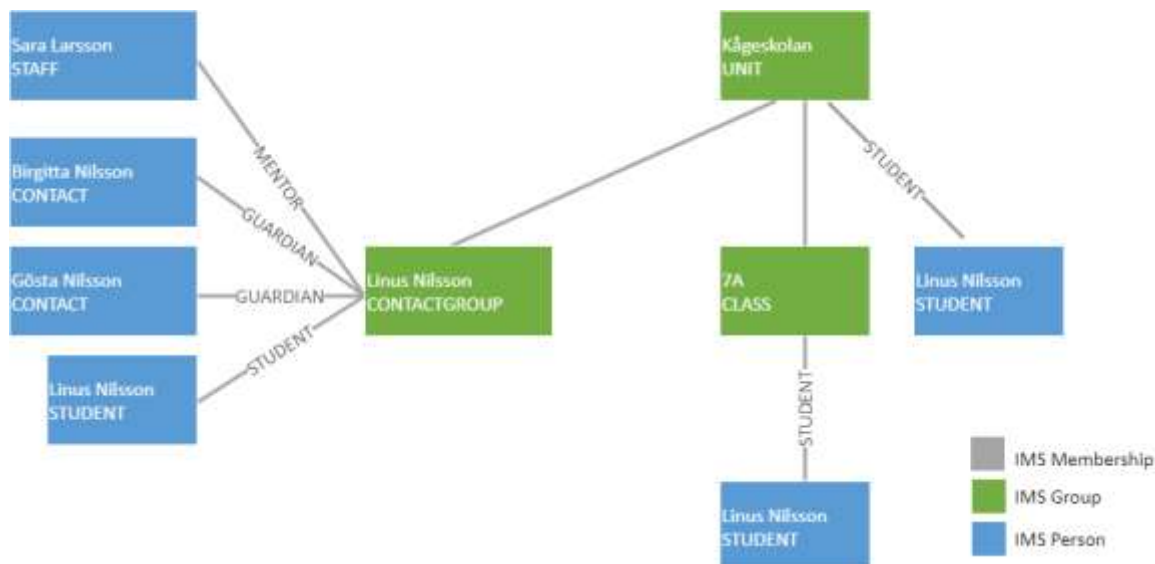 Sara Larsson
STAFF
Kågeskolan
UNIT
MENTOR
STUDENT
Birgitta Nilsson
CONTACT
GUARDIAN
Gösta Nilsson
CONTACT
GUARDIAN
Linus Nilsson
CONTACTGROUP
7A
CLASS
Linus Nilsson
STUDENT
STUDENT
Linus Nilsson
STUDENT
STUDENT
Linus Nilsson
STUDENT
IMS Membership
IMS Group
IMS Person